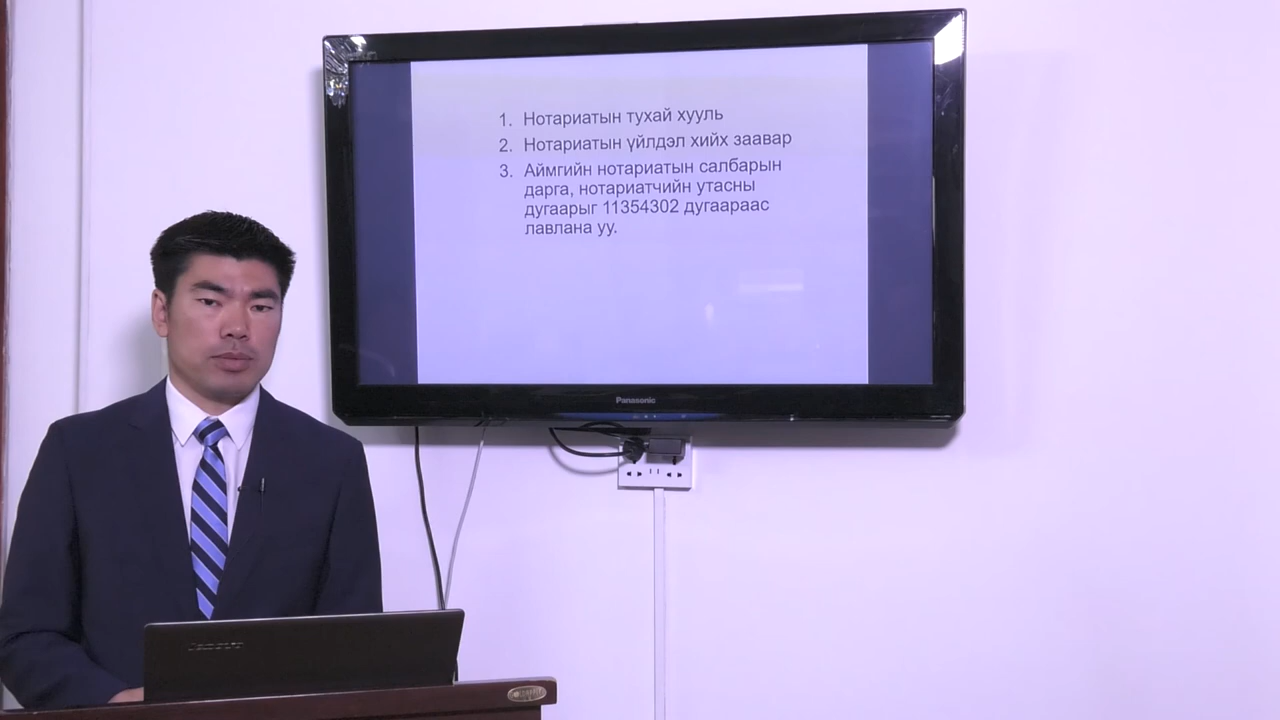 1. Нотариатын тухай хууль
2. Нотариатын үйлдэл хийх заавар
3. Аймгийн нотариатын салбарын
дарга, нотариатчийн утасны
дугаарыг 11354302 дугаараас
лавлана уу.
Panasonic
lenovo